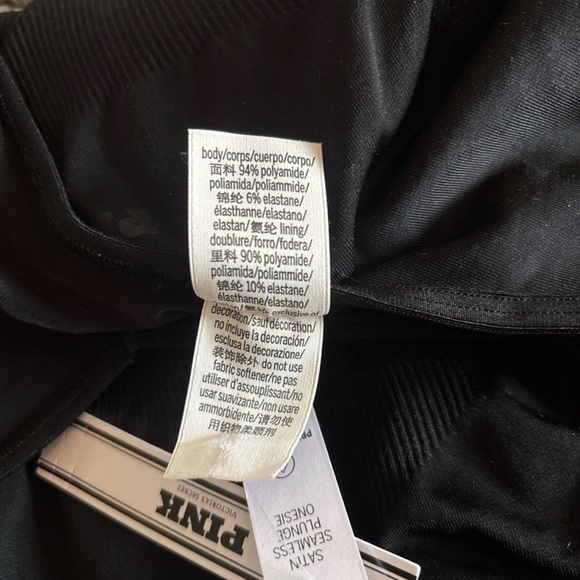 body/corps/cuerpo/corpo/
面料 94% polyamide/
poliamida/poliammide/
锦纶 6% elastane/
élasthanne/elastano/
elastan/氨纶 lining/
doublure/forro/fodera/
里料 90% polyamide/
poliamida/poliammide/
锦纶 10% elastane/
élasthanne/elastano/
exclusive of
decoration/sauf décoration/
no incluye la decoración/
esclusa la decorazione/
装饰除外 do not use
fabric softener/ne pas
utiliser d'assouplissant/no
usar suavizante/non usare
ammorbidente/请勿使
用织物柔顺剂
PINK
VICTORIA'S SECRET
SATIN
SEAMLESS
PLUNGE
ONESIE